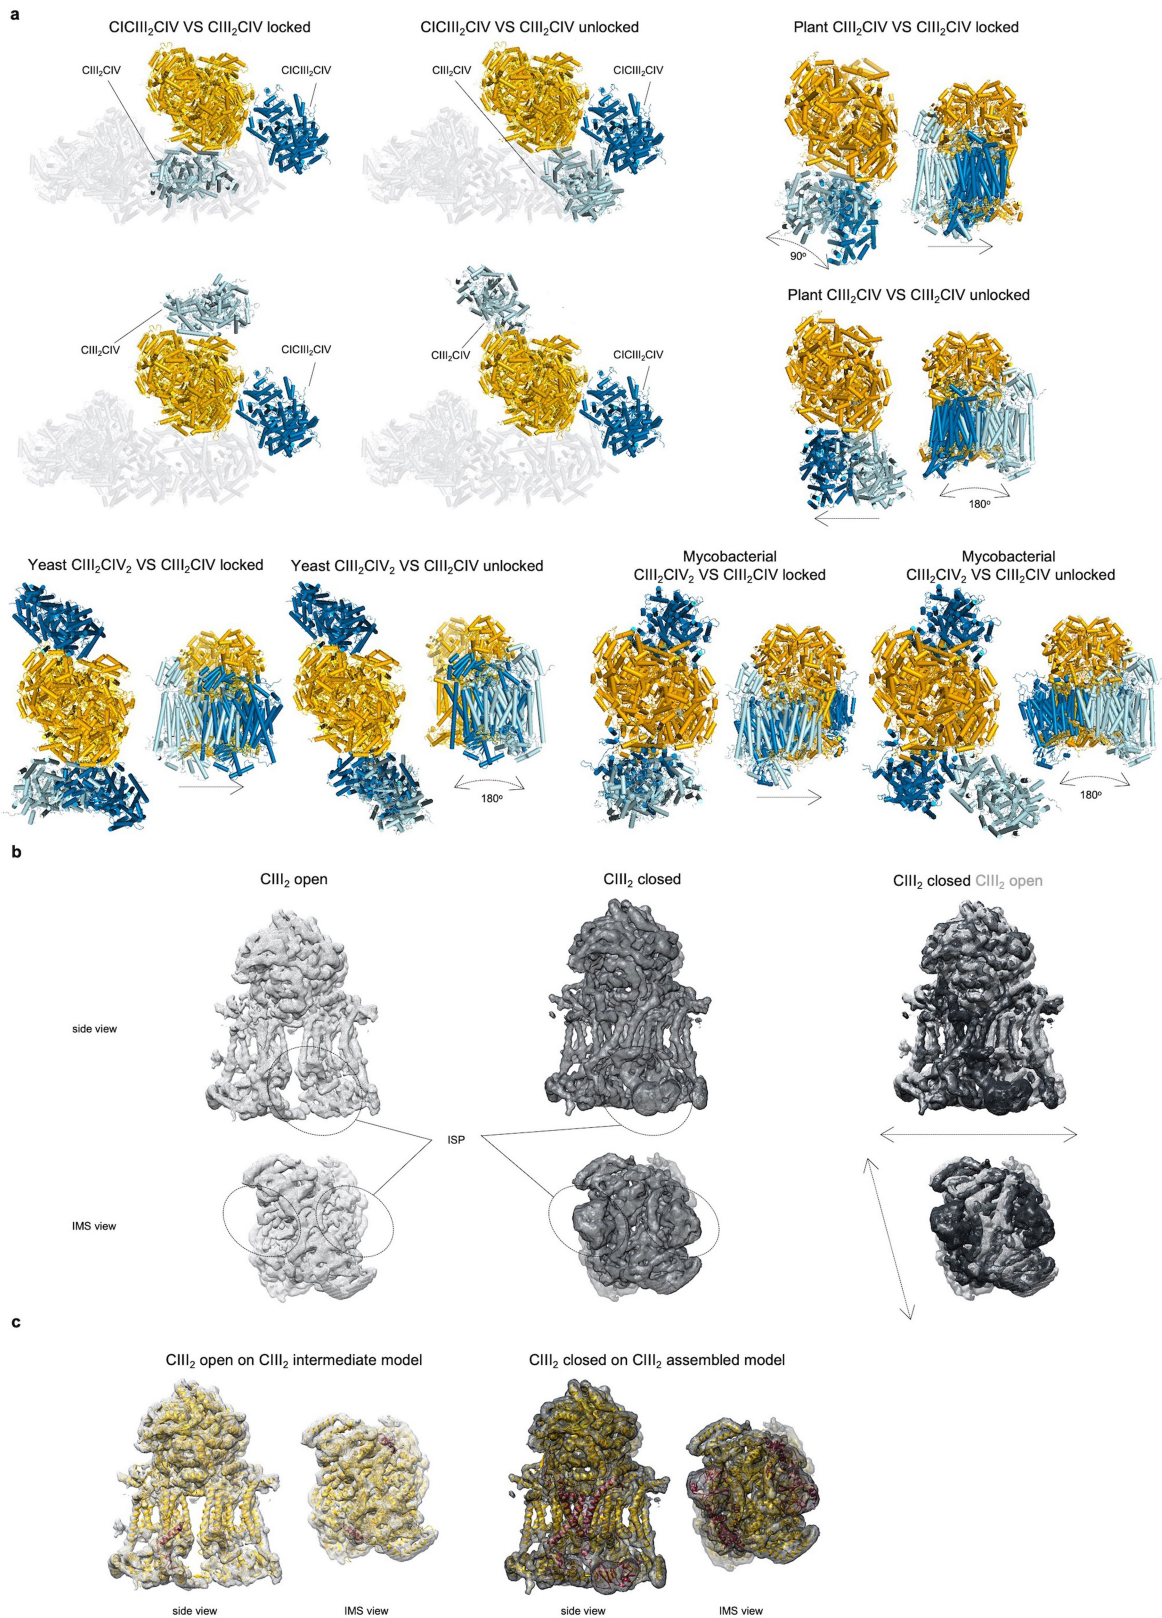 a
CICIII₂CIV VS CIII₂CIV locked
CICIII₂CIV VS CIII₂CIV unlocked
Plant CIII₂CIV VS CIII₂CIV locked
CIII₂CIV
CICIII₂CIV
CIII₂CIV
CICIII₂CIV
90º
Plant CIII₂CIV VS CIII₂CIV unlocked
CIII₂CIV
CICIII₂CIV
CIII₂CIV
CICIII₂CIV
180º
Yeast CIII₂CIV₂ VS CIII₂CIV locked
Yeast CIII₂CIV₂ VS CIII₂CIV unlocked
Mycobacterial
CIII₂CIV₂ VS CIII₂CIV locked
Mycobacterial
CIII₂CIV₂ VS CIII₂CIV unlocked
180º
180º
b
CIII₂ open
CIII₂ closed
CIII₂ closed CIII₂ open
side view
ISP
IMS view
c
CIII₂ open on CIII₂ intermediate model
CIII₂ closed on CIII₂ assembled model
side view
IMS view
side view
IMS view